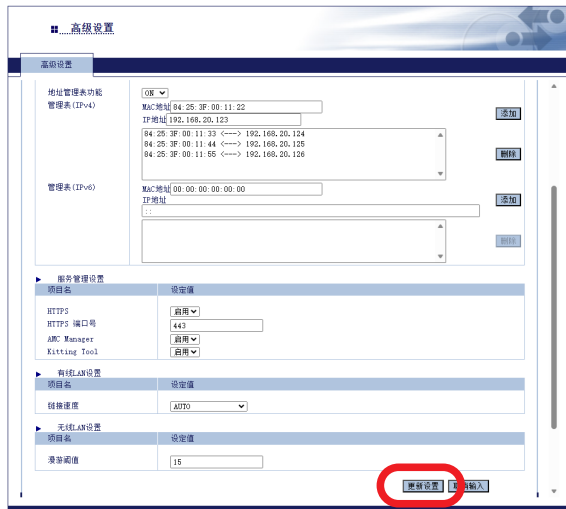 高级设置
高级设置
地址管理表功能 ON
管理表(IPv4) MAC地址 84:25:3F:00:11:22
IP地址 192.168.20.123 添加
84:25:3F:00:11:33 <---> 192.168.20.124
84:25:3F:00:11:44 <---> 192.168.20.125
84:25:3F:00:11:55 <---> 192.168.20.126
删除
管理表(IPv6) MAC地址 00:00:00:00:00:00
IP地址 添加
::
删除
服务管理设置
项目名 设定值
HTTPS 启用
HTTPS 端口号 443
AMC Manager 启用
Kitting Tool 启用
有线LAN设置
项目名 设定值
链接速度 AUTO
无线LAN设置
项目名 设定值
漫游阈值 15
更新设置 取消输入